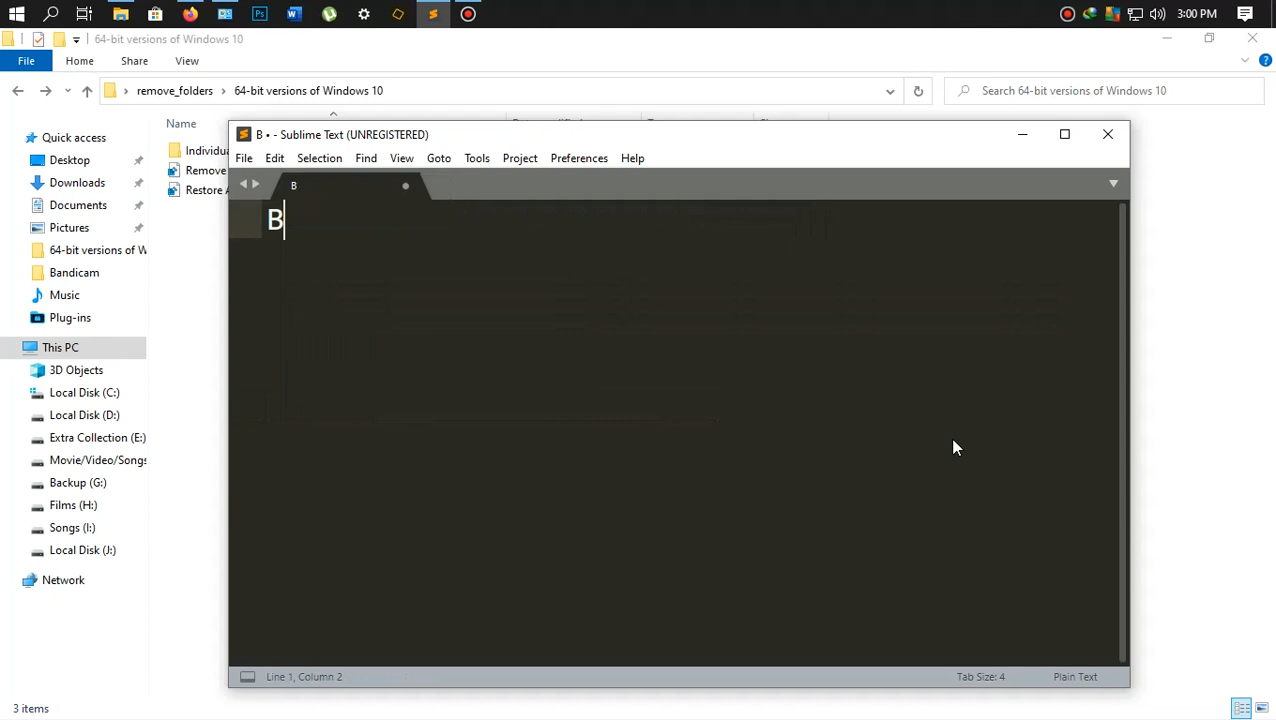 3:00 PM
64-bit versions of Windows 10
File
Home
Share
View
remove_folders
64-bit versions of Windows 10
Search 64-bit versions of Windows 10
Name
Quick access
Desktop
Downloads
Documents
Pictures
64-bit versions of W
Bandicam
Music
Plug-ins
This PC
3D Objects
Local Disk (C:)
Local Disk (D:)
Extra Collection (E:)
Movie/Video/Songs
Backup (G:)
Films (H:)
Songs (I:)
Local Disk (J:)
Network
Individua
Remove
Restore A
B • - Sublime Text (UNREGISTERED)
File Edit Selection Find View Goto Tools Project Preferences Help
B
B
Line 1, Column 2
Tab Size: 4
Plain Text
3 items